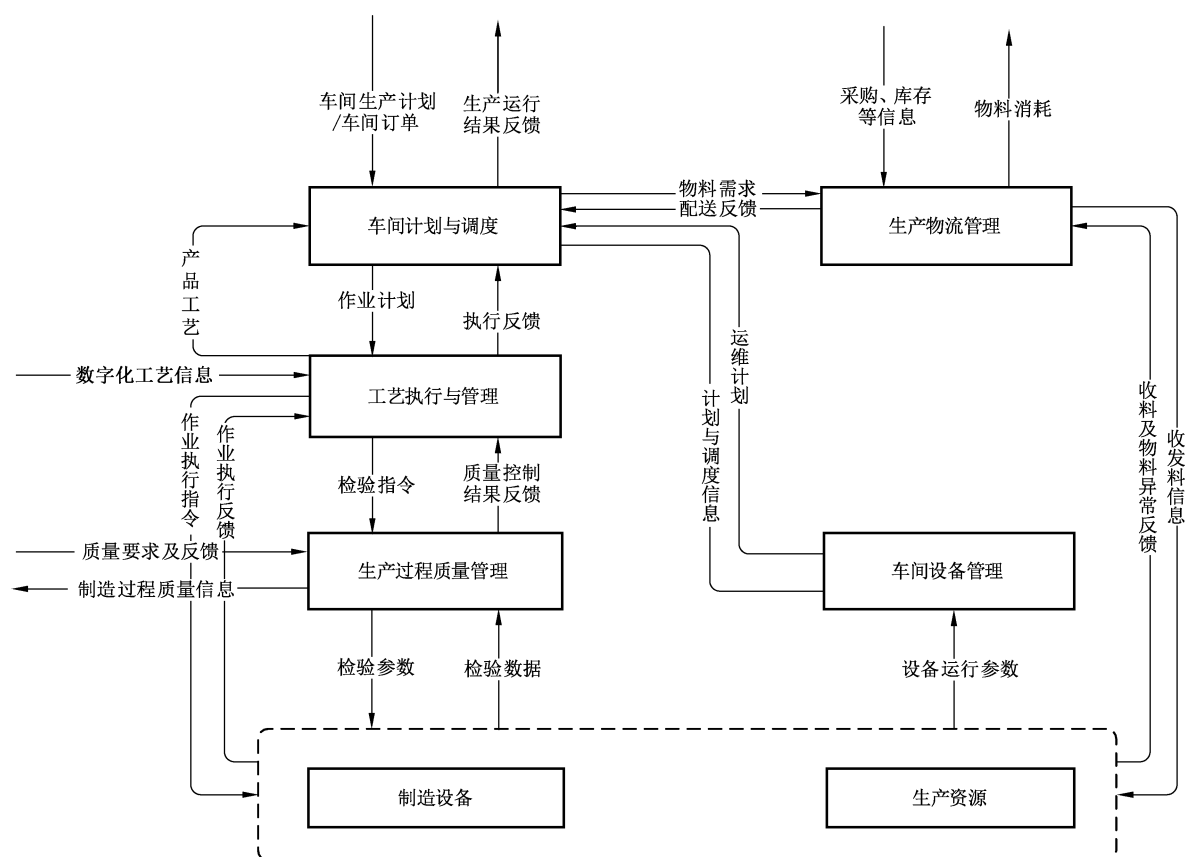 车间生产计划
/车间订单
生产运行
结果反馈
采购、库存
等信息
物料消耗
车间计划与调度
物料需求
配送反馈
生产物流管理
产品工艺
作业计划
执行反馈
运维计划
计划与调度信息
数字化工艺信息
工艺执行与管理
收料及物料异常反馈
收发料信息
作业执行指令
作业执行反馈
检验指令
质量控制
结果反馈
质量要求及反馈
制造过程质量信息
生产过程质量管理
车间设备管理
检验参数
检验数据
设备运行参数
制造设备
生产资源